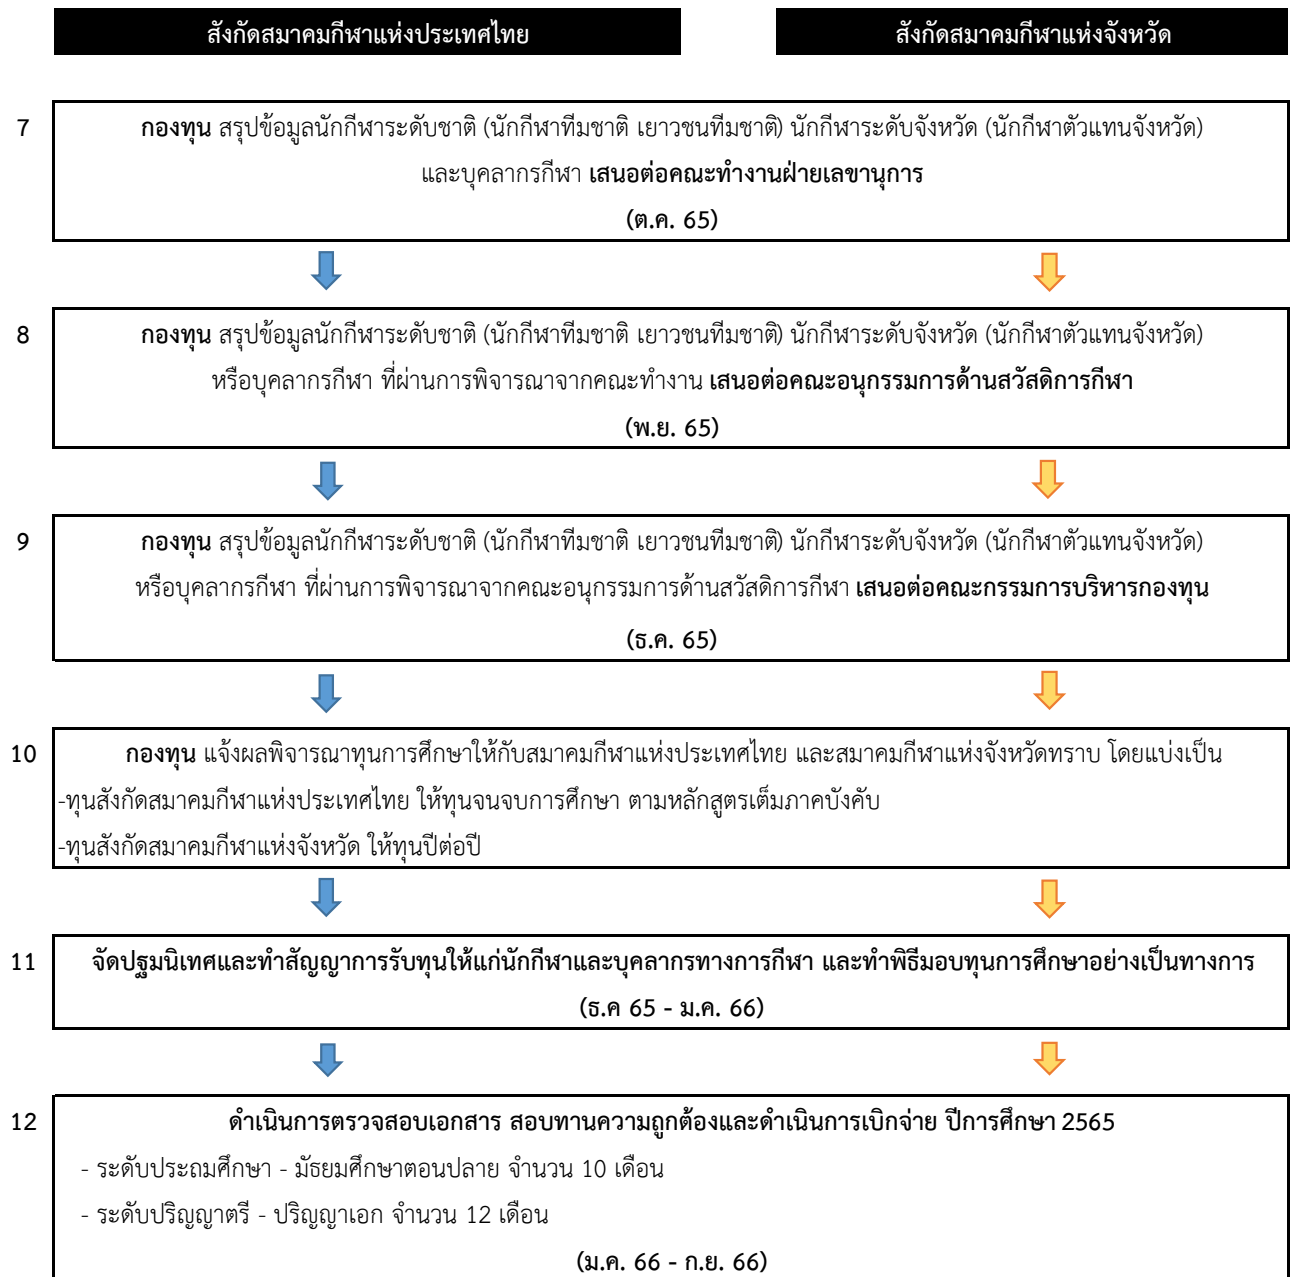 สังกัดสมาคมกีฬาแห่งประเทศไทย
สังกัดสมาคมกีฬาแห่งจังหวัด
7
กองทุน สรุปข้อมูลนักกีฬาระดับชาติ (นักกีฬาทีมชาติ เยาวชนทีมชาติ) นักกีฬาระดับจังหวัด (นักกีฬาตัวแทนจังหวัด)
และบุคลากรกีฬา เสนอต่อคณะทำงานฝ่ายเลขานุการ
(ต.ค. 65)
8
กองทุน สรุปข้อมูลนักกีฬาระดับชาติ (นักกีฬาทีมชาติ เยาวชนทีมชาติ) นักกีฬาระดับจังหวัด (นักกีฬาตัวแทนจังหวัด)
หรือบุคลากรกีฬา ที่ผ่านการพิจารณาจากคณะทำงาน เสนอต่อคณะอนุกรรมการด้านสวัสดิการกีฬา
(พ.ย. 65)
9
กองทุน สรุปข้อมูลนักกีฬาระดับชาติ (นักกีฬาทีมชาติ เยาวชนทีมชาติ) นักกีฬาระดับจังหวัด (นักกีฬาตัวแทนจังหวัด)
หรือบุคลากรกีฬา ที่ผ่านการพิจารณาจากคณะอนุกรรมการด้านสวัสดิการกีฬา เสนอต่อคณะกรรมการบริหารกองทุน
(ธ.ค. 65)
10
กองทุน แจ้งผลพิจารณาทุนการศึกษาให้กับสมาคมกีฬาแห่งประเทศไทย และสมาคมกีฬาแห่งจังหวัดทราบ โดยแบ่งเป็น
-ทุนสังกัดสมาคมกีฬาแห่งประเทศไทย ให้ทุนจนจบการศึกษา ตามหลักสูตรเต็มภาคบังคับ
-ทุนสังกัดสมาคมกีฬาแห่งจังหวัด ให้ทุนปีต่อปี
11
จัดปฐมนิเทศและทำสัญญาการรับทุนให้แก่นักกีฬาและบุคลากรทางการกีฬา และทำพิธีมอบทุนการศึกษาอย่างเป็นทางการ
(ธ.ค 65 - ม.ค. 66)
12
ดำเนินการตรวจสอบเอกสาร สอบทานความถูกต้องและดำเนินการเบิกจ่าย ปีการศึกษา 2565
- ระดับประถมศึกษา - มัธยมศึกษาตอนปลาย จำนวน 10 เดือน
- ระดับปริญญาตรี - ปริญญาเอก จำนวน 12 เดือน
(ม.ค. 66 - ก.ย. 66)